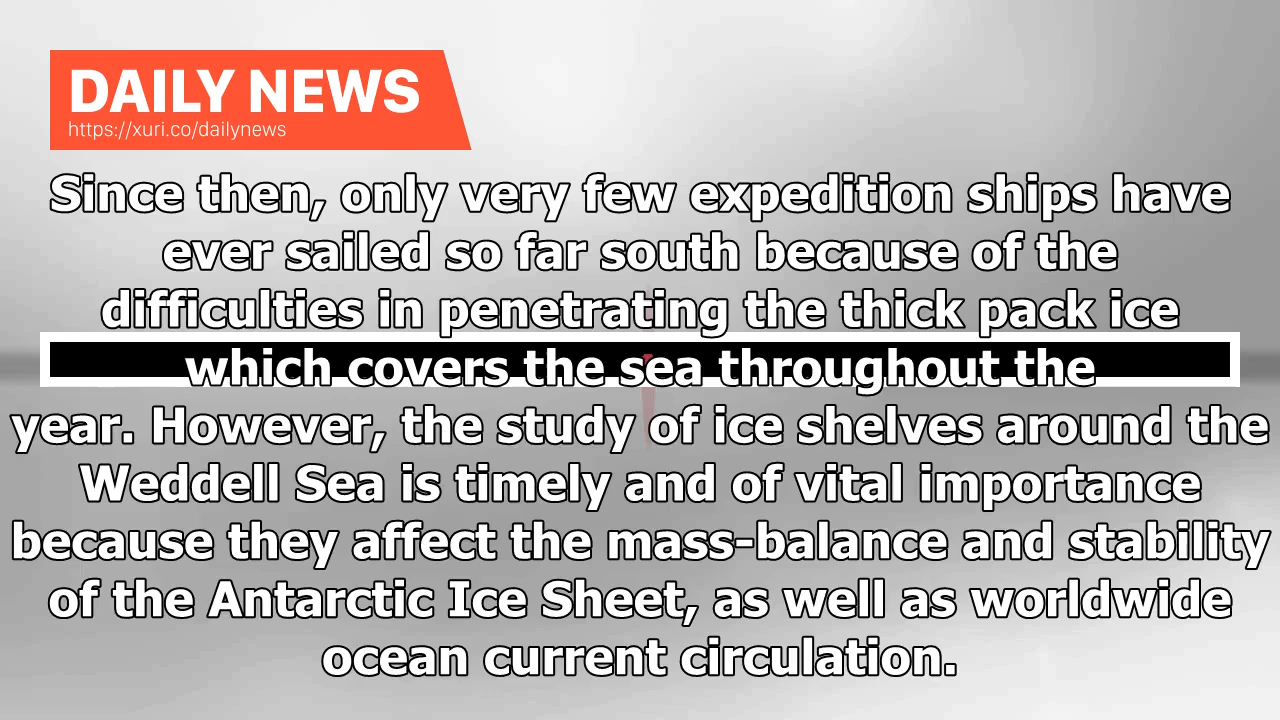 DAILY NEWS
https://xuri.co/dailynews
Since then, only very few expedition ships have
ever sailed so far south because of the
difficulties in penetrating the thick pack ice
which covers the sea throughout the
year. However, the study of ice shelves around the
Weddell Sea is timely and of vital importance
because they affect the mass-balance and stability
of the Antarctic Ice Sheet, as well as worldwide
ocean current circulation.